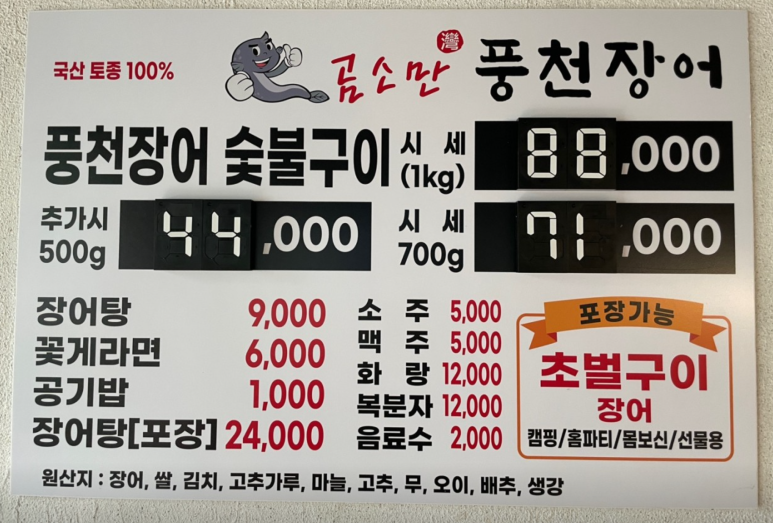 국산 토종 100%
곰소만 灣 풍천장어
풍천장어 숯불구이 시 세 (1kg) 88,000
추가시 500g 44,000
시 세 700g 71,000
장어탕 9,000
꽃게라면 6,000
공기밥 1,000
장어탕[포장] 24,000
소 주 5,000
맥 주 5,000
화 랑 12,000
복분자 12,000
음료수 2,000
포장가능
초벌구이
장어
캠핑/홈파티/몸보신/선물용
원산지 : 장어, 쌀, 김치, 고추가루, 마늘, 고추, 무, 오이, 배추, 생강